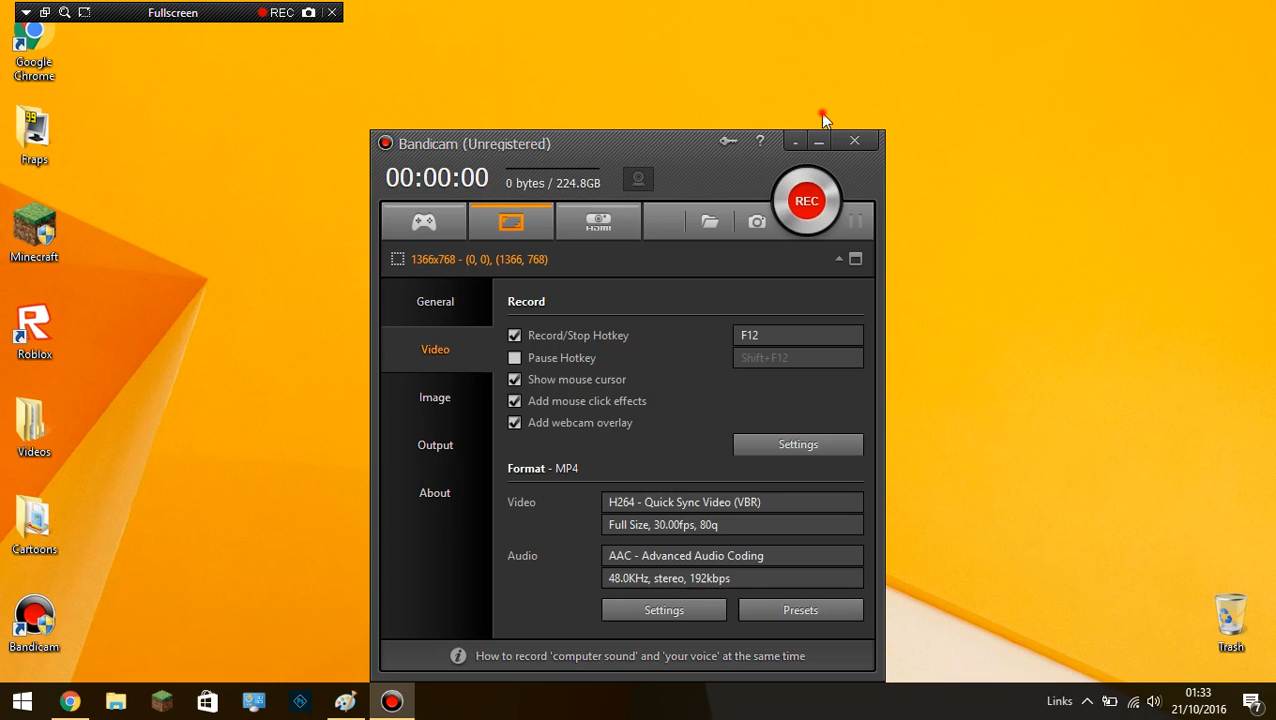 Fullscreen
REC
Google
Chrome
99
Fraps
Minecraft
Roblox
Videos
Cartoons
Bandicam
Bandicam (Unregistered)
?
00:00:00
0 bytes / 224.8GB
REC
HDMI
1366x768 - (0, 0), (1366, 768)
General
Video
Image
Output
About
Record
Record/Stop Hotkey
F12
Pause Hotkey
Shift+F12
Show mouse cursor
Add mouse click effects
Add webcam overlay
Settings
Format - MP4
Video
H264 - Quick Sync Video (VBR)
Full Size, 30.00fps, 80q
Audio
AAC - Advanced Audio Coding
48.0KHz, stereo, 192kbps
Settings
Presets
How to record 'computer sound' and 'your voice' at the same time
Trash
Links
01:33
21/10/2016
7